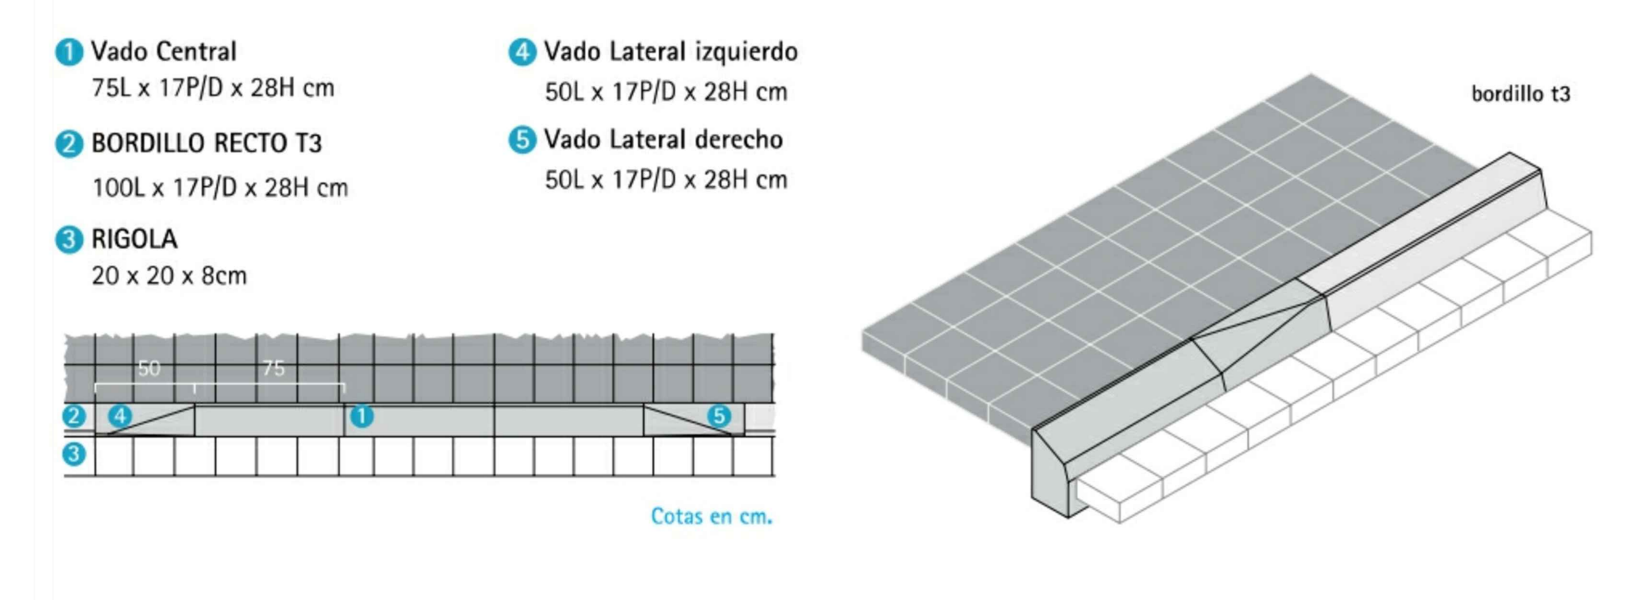 1 Vado Central
75L x 17P/D x 28H cm
2 BORDILLO RECTO T3
100L x 17P/D x 28H cm
3 RIGOLA
20 x 20 x 8cm
4 Vado Lateral izquierdo
50L x 17P/D x 28H cm
5 Vado Lateral derecho
50L x 17P/D x 28H cm
50 75
2 4 1 5
3
Cotas en cm.
bordillo t3